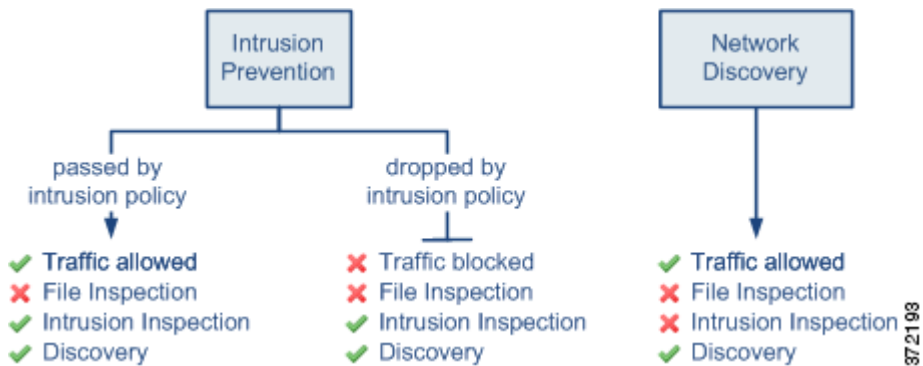 Intrusion
Prevention
Network
Discovery
passed by
intrusion policy
dropped by
intrusion policy
Traffic allowed
File Inspection
Intrusion Inspection
Discovery
Traffic blocked
File Inspection
Intrusion Inspection
Discovery
Traffic allowed
File Inspection
Intrusion Inspection
Discovery
372193